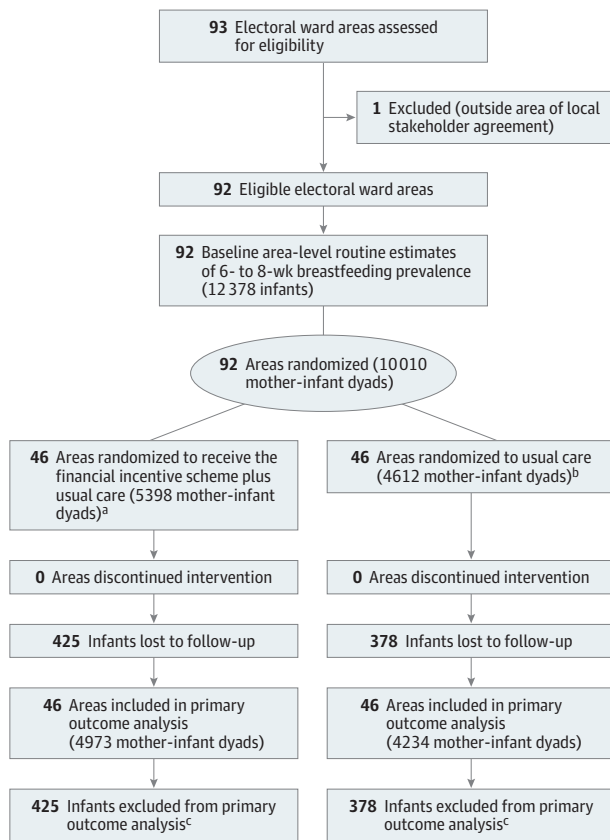 93 Electoral ward areas assessed
for eligibility
1 Excluded (outside area of local
stakeholder agreement)
92 Eligible electoral ward areas
92 Baseline area-level routine estimates
of 6- to 8-wk breastfeeding prevalence
(12 378 infants)
92 Areas randomized (10 010
mother-infant dyads)
46 Areas randomized to receive the
financial incentive scheme plus
usual care (5398 mother-infant
dyads)a
46 Areas randomized to usual care
(4612 mother-infant dyads)b
0 Areas discontinued intervention
0 Areas discontinued intervention
425 Infants lost to follow-up
378 Infants lost to follow-up
46 Areas included in primary
outcome analysis
(4973 mother-infant dyads)
46 Areas included in primary
outcome analysis
(4234 mother-infant dyads)
425 Infants excluded from primary
outcome analysisc
378 Infants excluded from primary
outcome analysisc